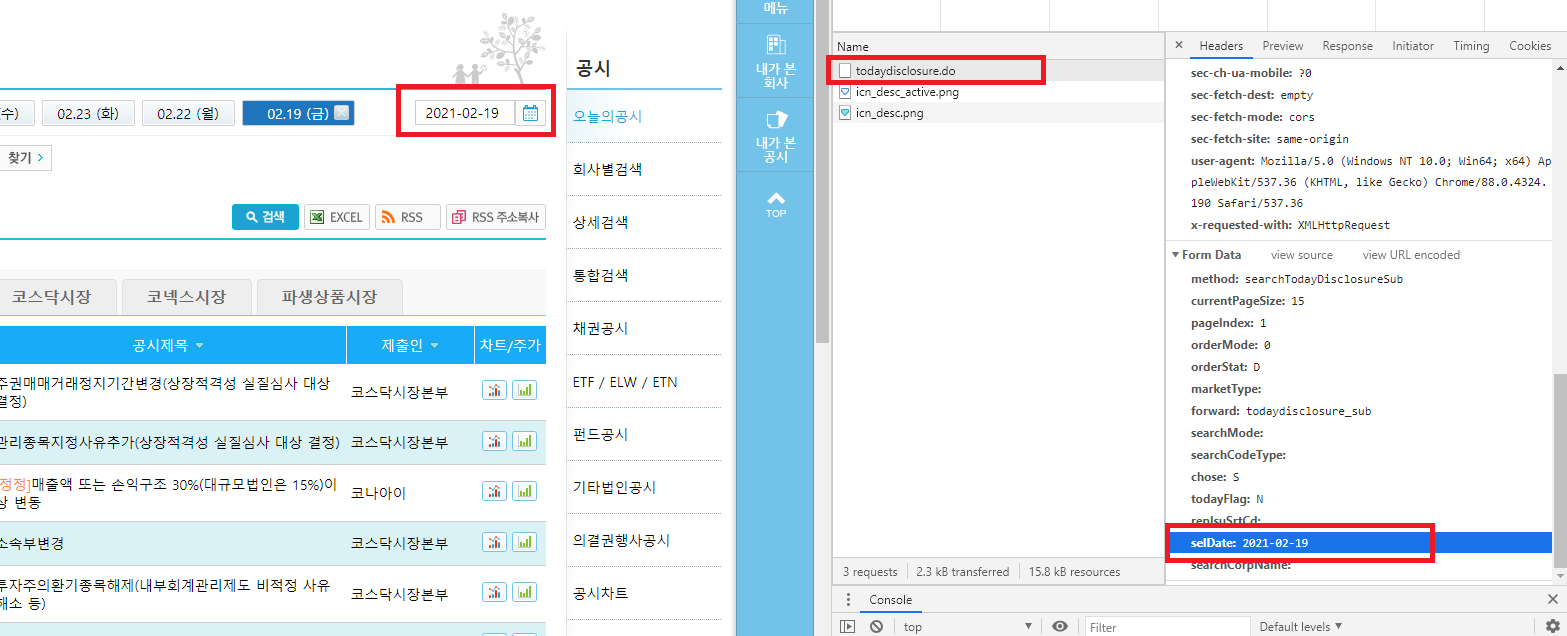 메뉴
공시
내가 본
회사
내가 본
공시
TOP
수)
02.23 (화)
02.22 (월)
02.19 (금)
2021-02-19
찾기
검색
EXCEL
RSS
RSS 주소복사
코스닥시장
코넥스시장
파생상품시장
공시제목
제출인
차트/주가
주권매매거래정지기간변경(상장적격성 실질심사 대상
결정)
코스닥시장본부
관리종목지정사유추가(상장적격성 실질심사 대상 결정)
코스닥시장본부
정정]매출액 또는 손익구조 30%(대규모법인은 15%)이
상 변동
코나아이
소속부변경
코스닥시장본부
투자주의환기종목해제(내부회계관리제도 비적정 사유
해소 등)
코스닥시장본부
오늘의공시
회사별검색
상세검색
통합검색
채권공시
ETF / ELW / ETN
펀드공시
기타법인공시
의결권행사공시
공시차트
Name
todaydisclosure.do
icn_desc_active.png
icn_desc.png
3 requests
2.3 kB transferred
15.8 kB resources
Headers
Preview
Response
Initiator
Timing
Cookies
sec-ch-ua-mobile: ?0
sec-fetch-dest: empty
sec-fetch-mode: cors
sec-fetch-site: same-origin
user-agent: Mozilla/5.0 (Windows NT 10.0; Win64; x64) Ap
pleWebKit/537.36 (KHTML, like Gecko) Chrome/88.0.4324.
190 Safari/537.36
x-requested-with: XMLHttpRequest
Form Data
view source
view URL encoded
method: searchTodayDisclosureSub
currentPageSize: 15
pageIndex: 1
orderMode: 0
orderStat: D
marketType:
forward: todaydisclosure_sub
searchMode:
searchCodeType:
chose: S
todayFlag: N
repIsuSrtCd:
selDate: 2021-02-19
searchCorpName:
Console
top
Filter
Default levels